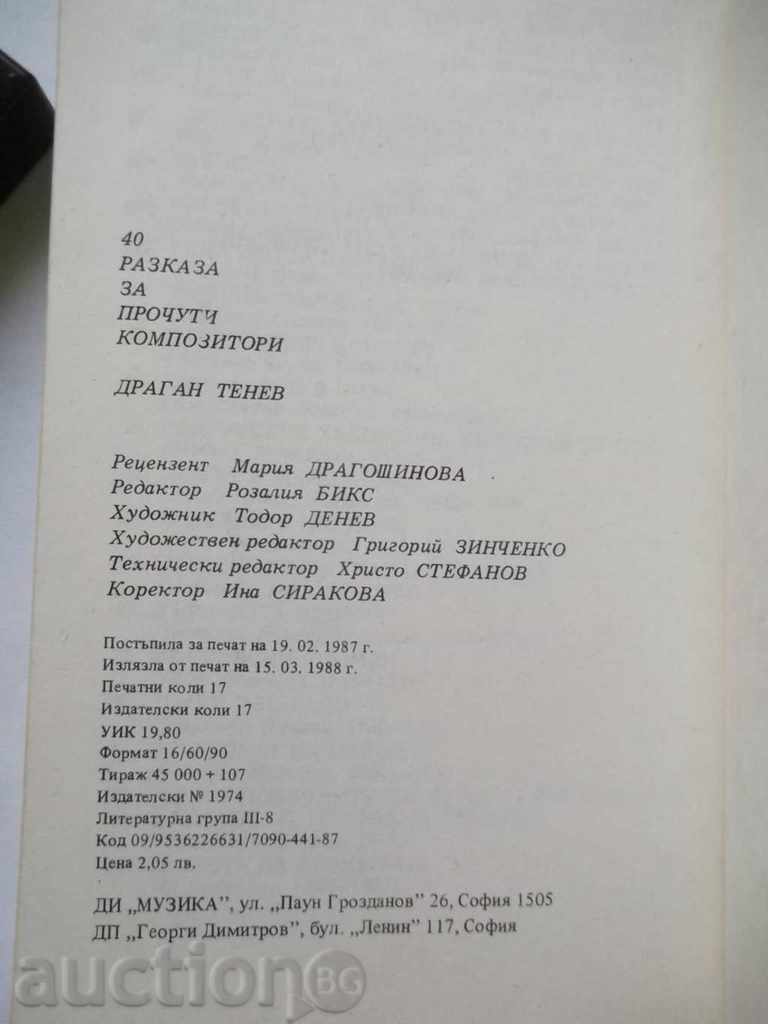 40
РАЗКАЗА
ЗА
ПРОЧУТИ
КОМПОЗИТОРИ
ДРАГАН ТЕНЕВ
Рецензент Мария ДРАГОШИНОВА
Редактор Розалия БИКС
Художник Тодор ДЕНЕВ
Художествен редактор Григорий ЗИНЧЕНКО
Технически редактор Христо СТЕФАНОВ
Коректор Ина СИРАКОВА
Постъпила за печат на 19. 02. 1987 г.
Излязла от печат на 15. 03. 1988 г.
Печатни коли 17
Издателски коли 17
УИК 19,80
Формат 16/60/90
Тираж 45 000 + 107
Издателски № 1974
Литературна група Ш-8
Код 09/9536226631/7090-441-87
Цена 2,05 лв.
ДИ „МУЗИКА", ул. „Паун Грозданов" 26, София 1505
ДП „Георги Димитров", бул. „Ленин" 117, София
auction BG